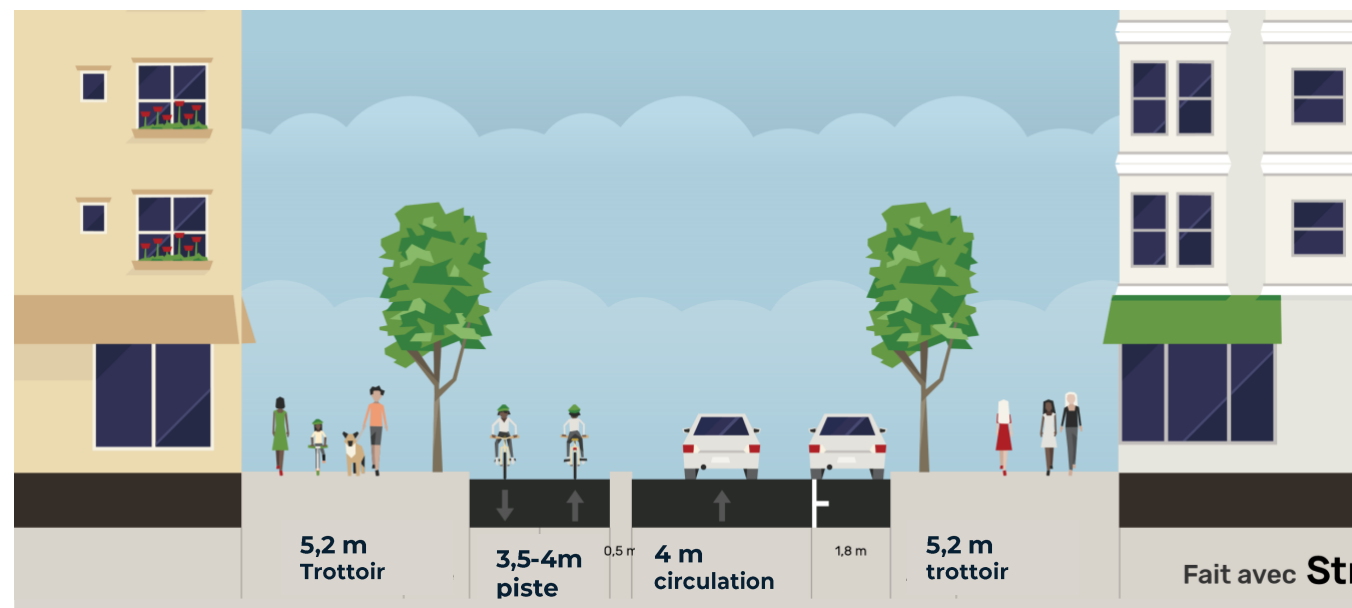 5,2 m
Trottoir
3,5-4m
piste
0,5 m
4 m
circulation
1,8 m
5,2 m
trottoir
Fait avec